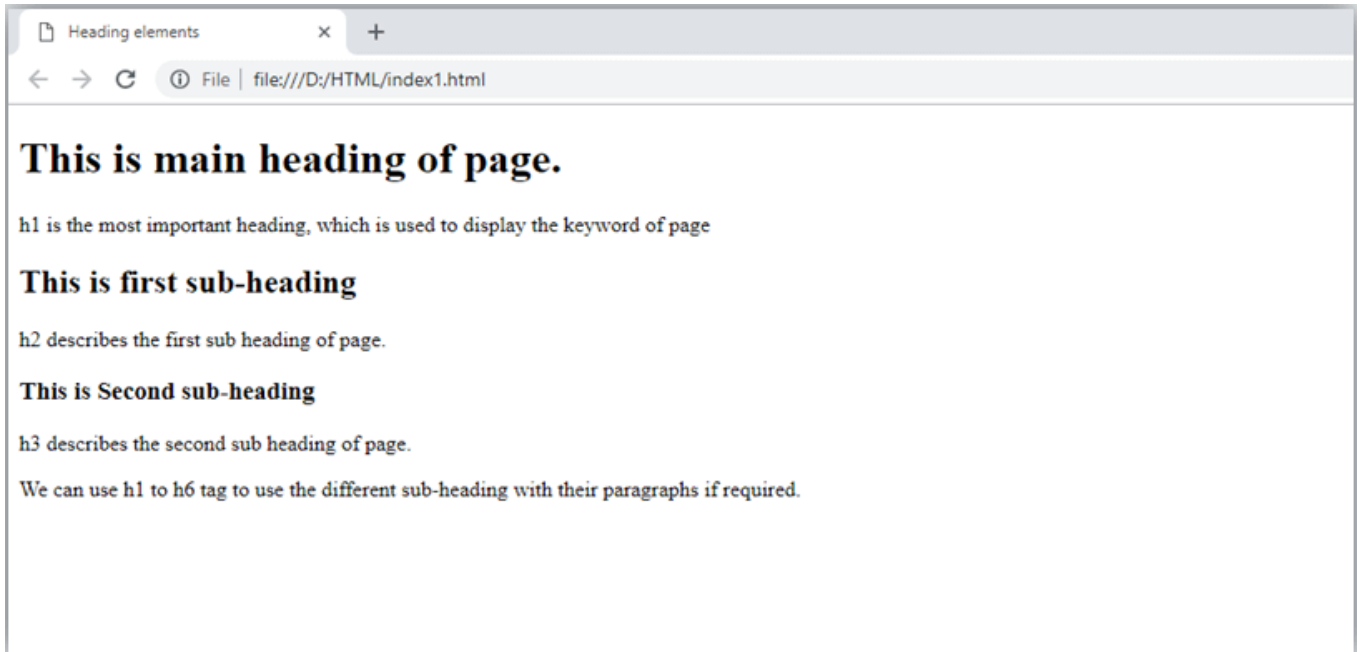 Heading elements
File | file:///D:/HTML/index1.html
This is main heading of page.
h1 is the most important heading, which is used to display the keyword of page
This is first sub-heading
h2 describes the first sub heading of page.
This is Second sub-heading
h3 describes the second sub heading of page.
We can use h1 to h6 tag to use the different sub-heading with their paragraphs if required.